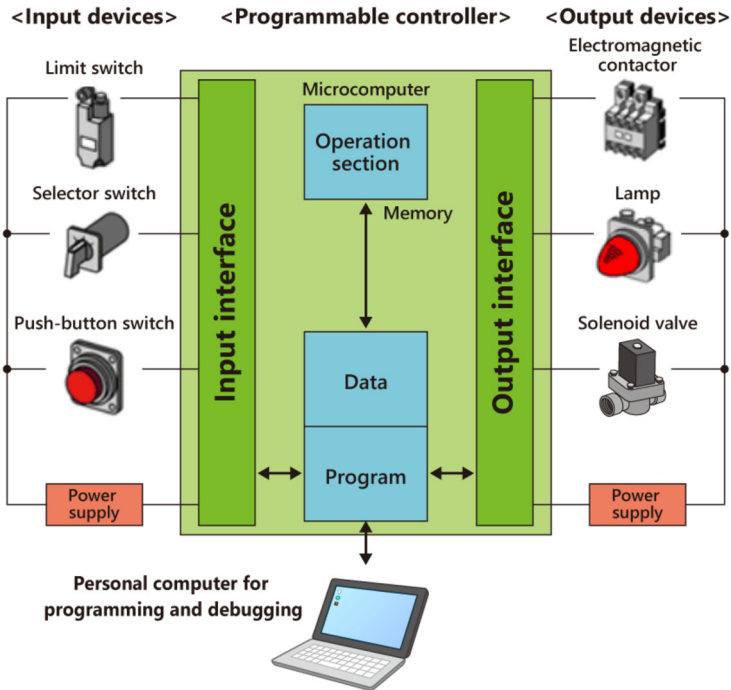 <Input devices>
<Programmable controller>
<Output devices>
Limit switch
Selector switch
Push-button switch
Power
supply
Input interface
Microcomputer
Operation
section
Memory
Data
Program
Output interface
Electromagnetic
contactor
Lamp
Solenoid valve
Power
supply
Personal computer for
programming and debugging